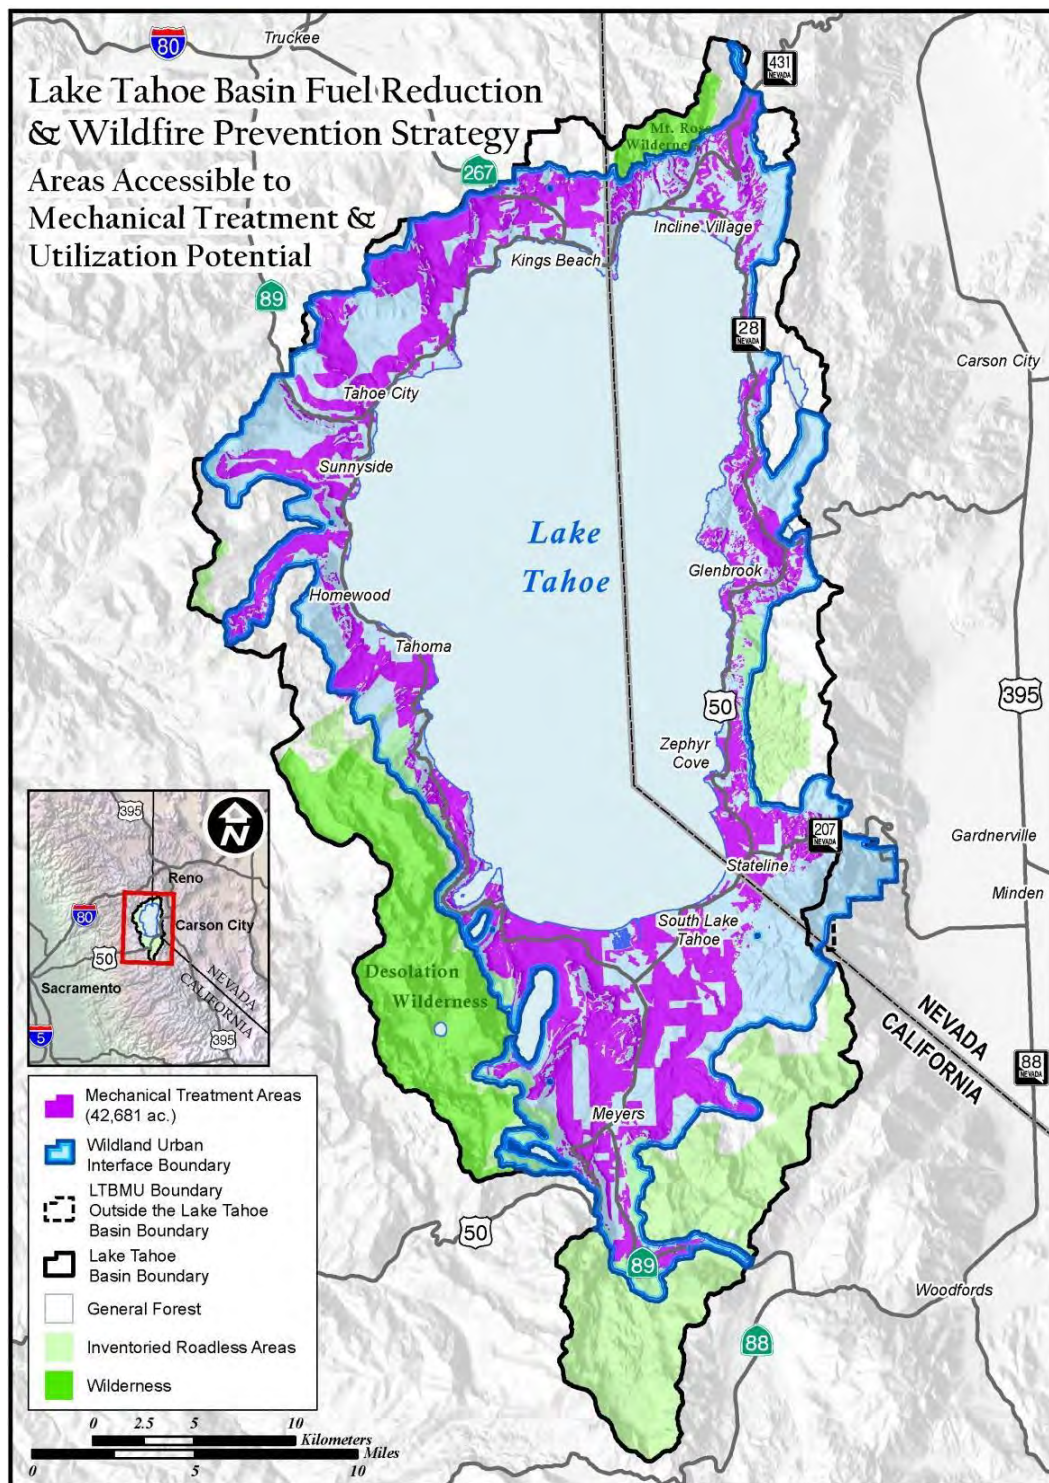 80
Truckee
431
NEVADA
Lake Tahoe Basin Fuel Reduction
& Wildfire Prevention Strategy
Areas Accessible to
Mechanical Treatment &
Utilization Potential
267
Mt. Rose
Wilderness
Incline Village
Kings Beach
89
28
NEVADA
Carson City
Tahoe City
Sunnyside
Lake
Tahoe
Glenbrook
Homewood
Tahoma
50
395
Zephyr
Cove
207
NEVADA
Gardnerville
Stateline
Minden
South Lake
Tahoe
Desolation
Wilderness
NEVADA
CALIFORNIA
88
NEVADA
Meyers
50
89
Woodfords
88
N
395
Reno
80
Carson City
50
Sacramento
NEVADA
CALIFORNIA
5
395
Mechanical Treatment Areas
(42,681 ac.)
Wildland Urban
Interface Boundary
LTBMU Boundary
Outside the Lake Tahoe
Basin Boundary
Lake Tahoe
Basin Boundary
General Forest
Inventoried Roadless Areas
Wilderness
0 2.5 5 10
Kilometers
Miles
0 5 10